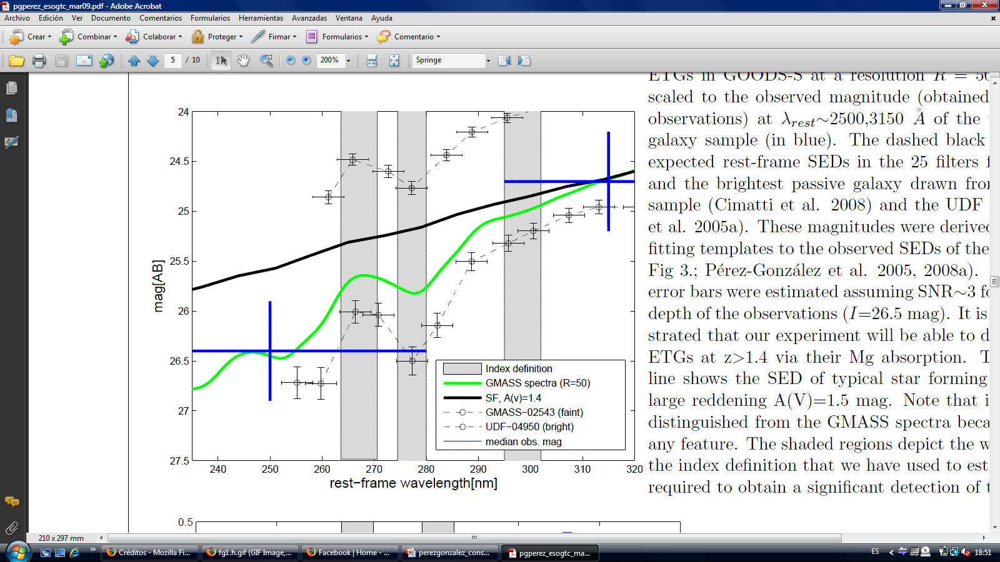 pgperez_esogtc_mar09.pdf - Adobe Acrobat
Archivo Edición Ver Documento Comentarios Formularios Herramientas Avanzadas Ventana Ayuda
Crear Combinar Colaborar Proteger Firmar Formularios Comentario
5 / 10 200% Springe
ETGs in GOODS-S at a resolution R = 50
scaled to the observed magnitude (obtained
observations) at λrest∼2500,3150 Å of the
galaxy sample (in blue). The dashed black
expected rest-frame SEDs in the 25 filters f
and the brightest passive galaxy drawn from
sample (Cimatti et al. 2008) and the UDF
et al. 2005a). These magnitudes were derived
fitting templates to the observed SEDs of the
Fig 3.; Pérez-González et al. 2005, 2008a).
error bars were estimated assuming SNR∼3 fo
depth of the observations (I=26.5 mag). It is
strated that our experiment will be able to d
ETGs at z>1.4 via their Mg absorption. T
line shows the SED of typical star forming
large reddening A(V)=1.5 mag. Note that i
distinguished from the GMASS spectra beca
any feature. The shaded regions depict the w
the index definition that we have used to est
required to obtain a significant detection of t
24
24.5
25
25.5
26
26.5
27
27.5
mag[AB]
240 250 260 270 280 290 300 310 320
rest−frame wavelength[nm]
Index definition
GMASS spectra (R=50)
SF, A(v)=1.4
GMASS−02543 (faint)
UDF−04950 (bright)
median obs. mag
0.5
210 x 297 mm
Créditos - Mozilla Fi... fg1.h.gif (GIF Image,... Facebook | Home - ... perezgonzalez_cons... pgperez_esogtc_ma... ES 18:51